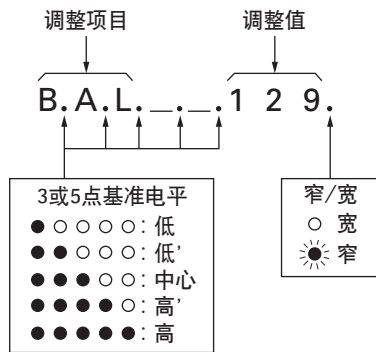 调整项目 调整值
B.A.L._._.1 2 9.
3或5点基准电平
●○○○○：低
●●○○○：低'
●●●○○：中心
●●●●○：高'
●●●●●：高
窄/宽
○ 宽
● 窄